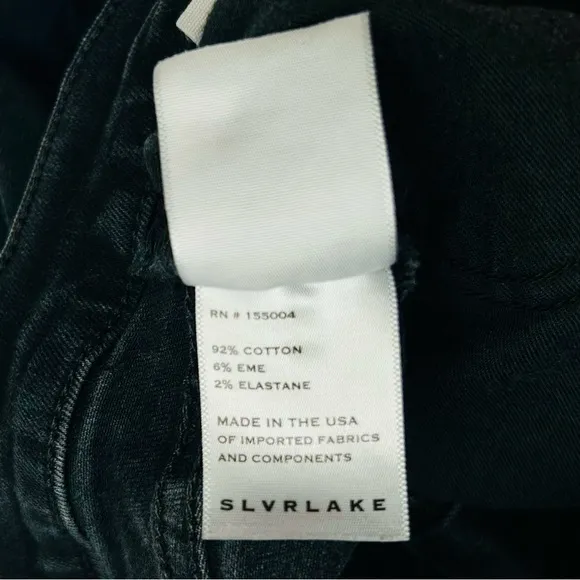 RN # 155004
92% COTTON
6% EME
2% ELASTANE
MADE IN THE USA
OF IMPORTED FABRICS
AND COMPONENTS
SLVRLAKE